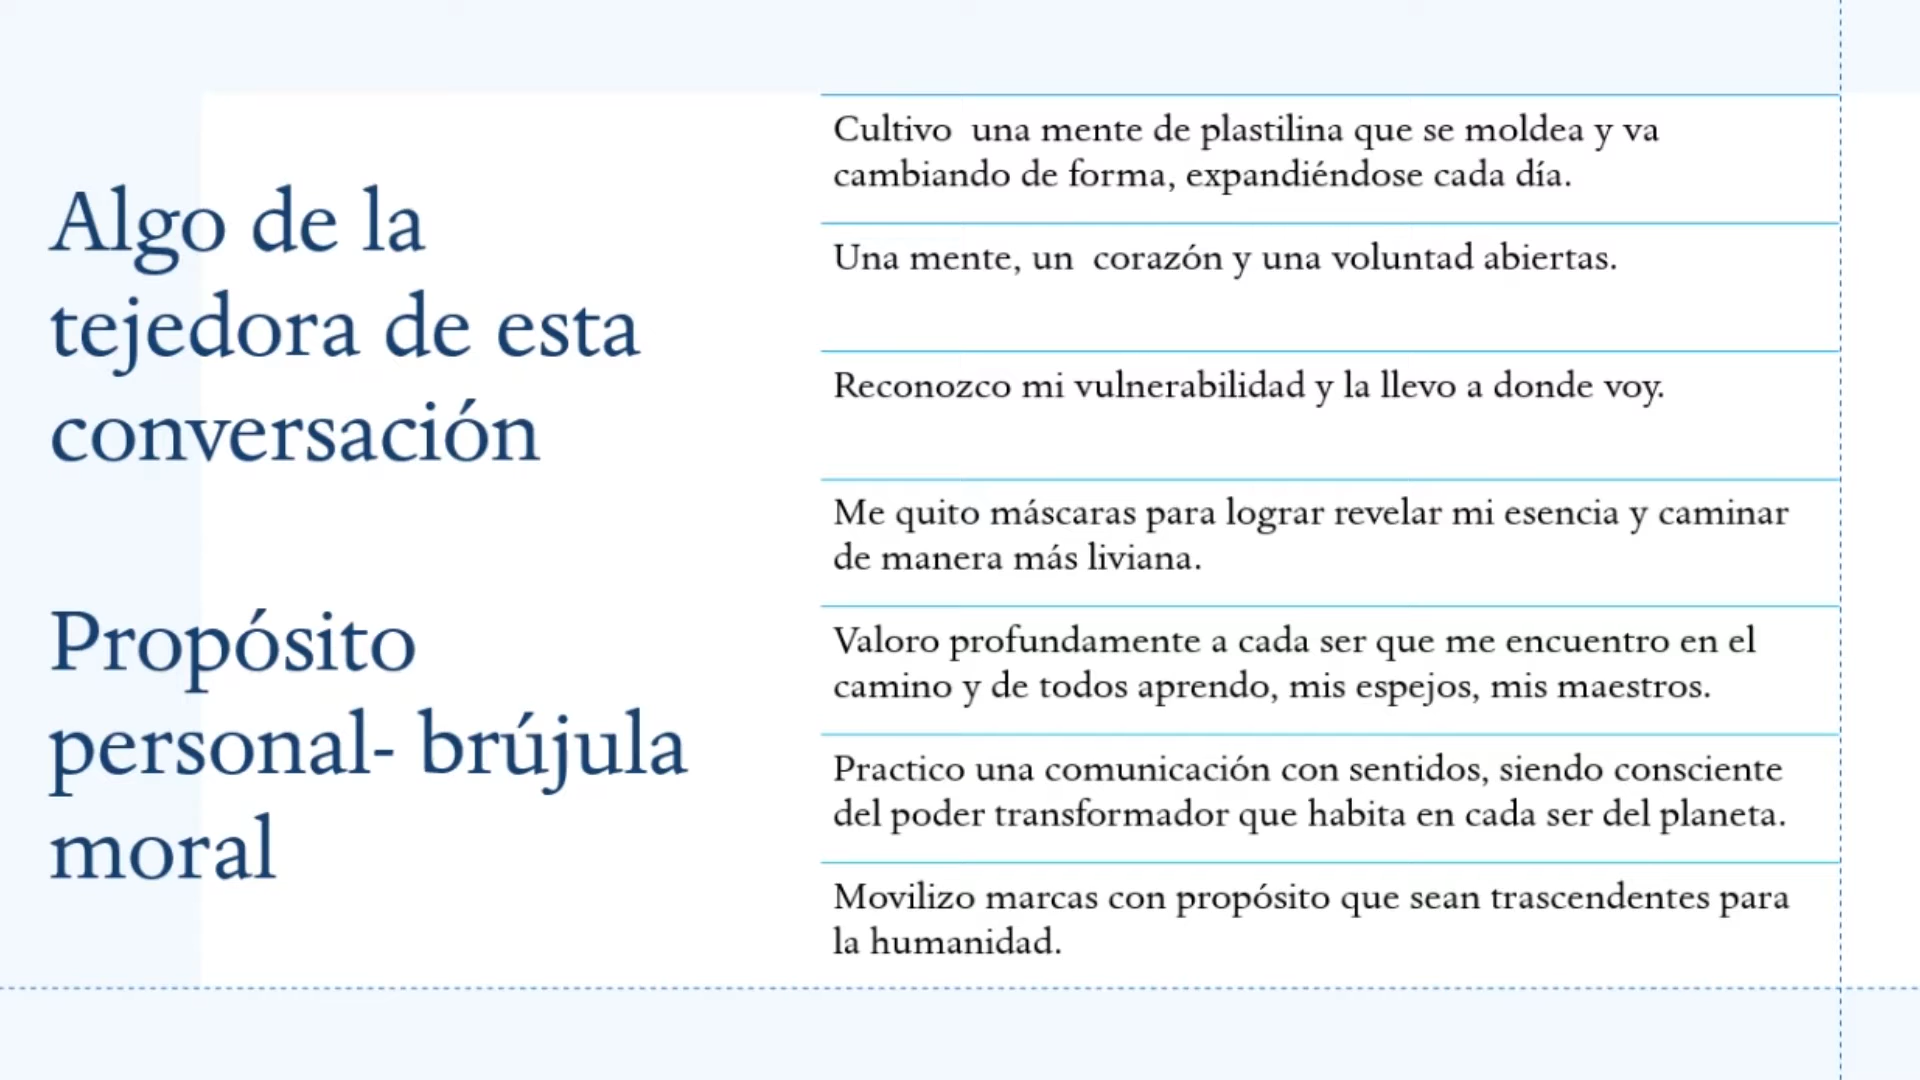 Algo de la
tejedora de esta
conversación
Propósito
personal- brújula
moral
Cultivo  una mente de plastilina que se moldea y va
cambiando de forma, expandiéndose cada día.
Una mente, un  corazón y una voluntad abiertas.
Reconozco mi vulnerabilidad y la llevo a donde voy.
Me quito máscaras para lograr revelar mi esencia y caminar
de manera más liviana.
Valoro profundamente a cada ser que me encuentro en el
camino y de todos aprendo, mis espejos, mis maestros.
Practico una comunicación con sentidos, siendo consciente
del poder transformador que habita en cada ser del planeta.
Movilizo marcas con propósito que sean trascendentes para
la humanidad.